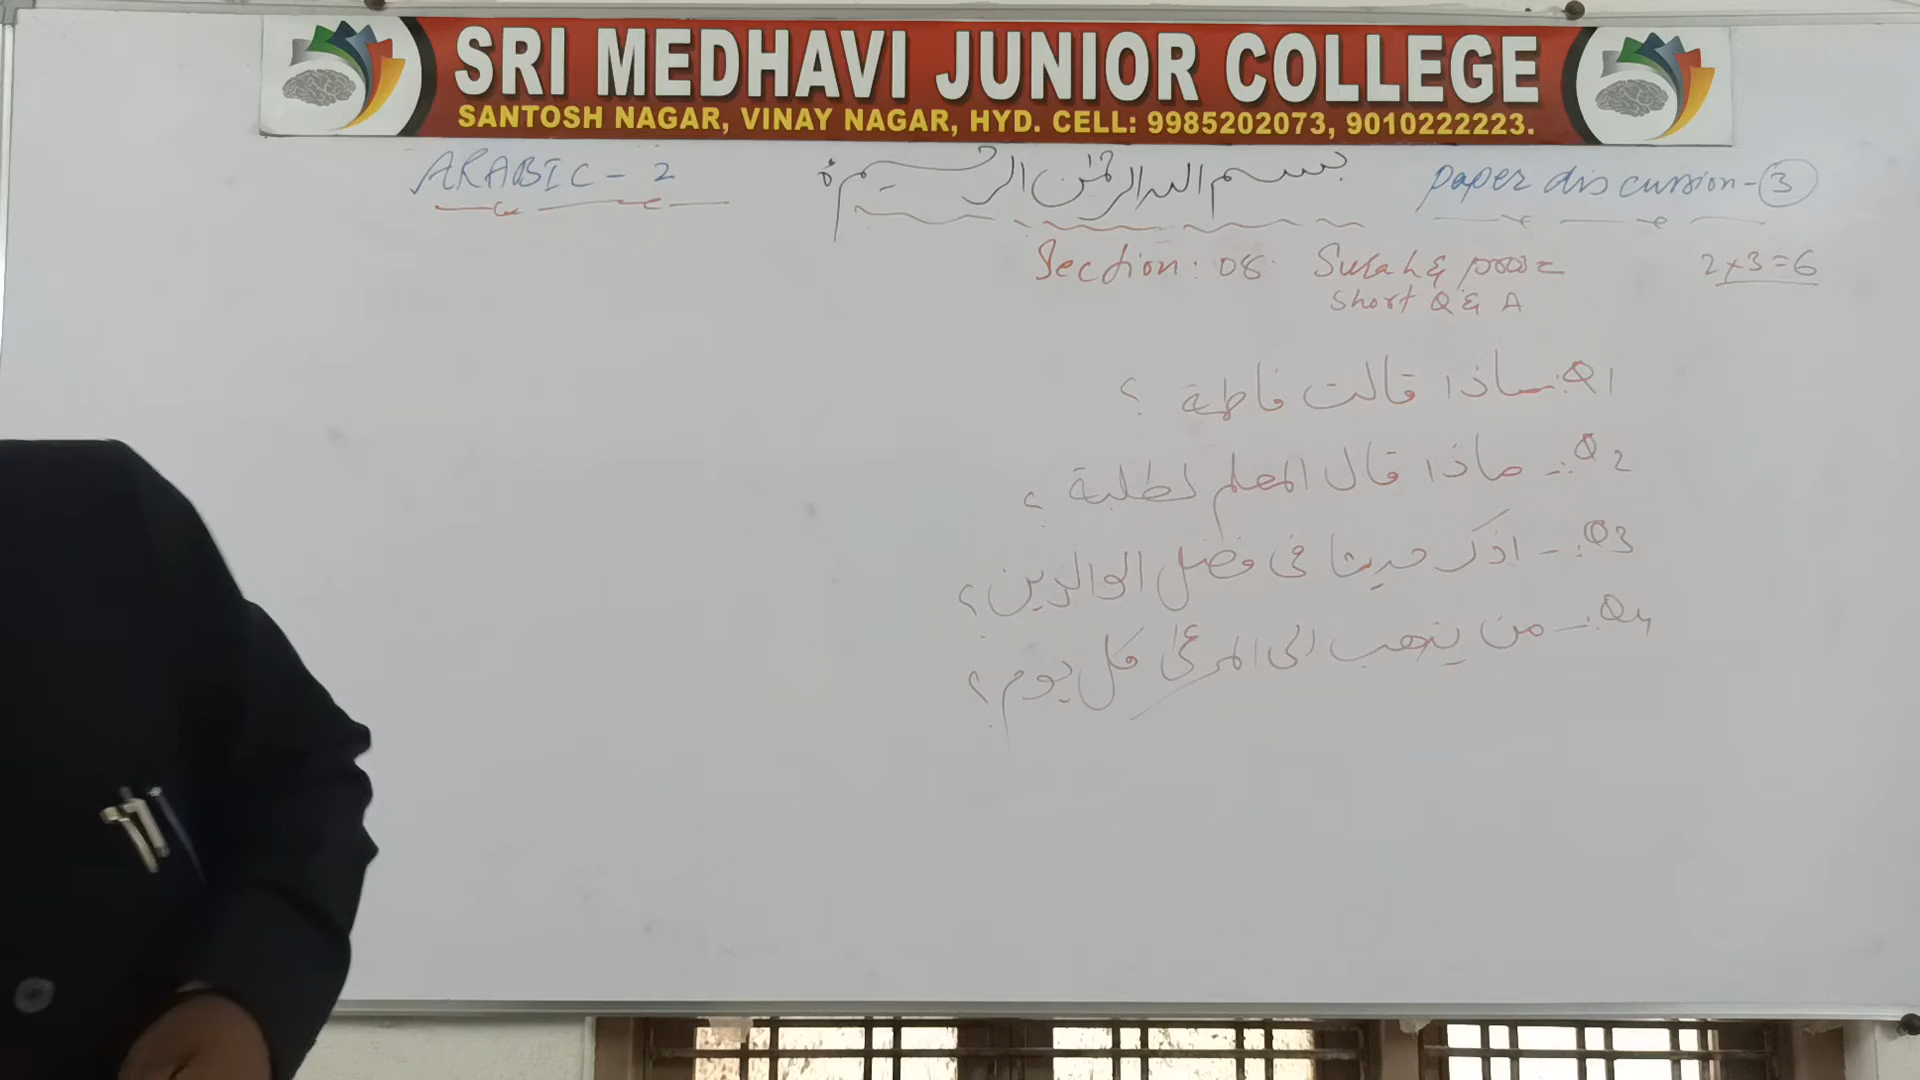 SRI MEDHAVI JUNIOR COLLEGE
SANTOSH NAGAR, VINAY NAGAR, HYD. CELL: 9985202073, 9010222223.
ARABIC - 2
بسم الله الرحمن الرحيم
paper discussion - 3
Section: 08 Surah & prose 2x3=6
Short Q & A
Q1:- ماذا قالت فاطمة ؟
Q2:- ماذا قال المعلم لطلبة ؟
Q3:- اذكر حديثا فى فضل الوالدين ؟
Q4:- من يذهب الى المرعى كل يوم ؟